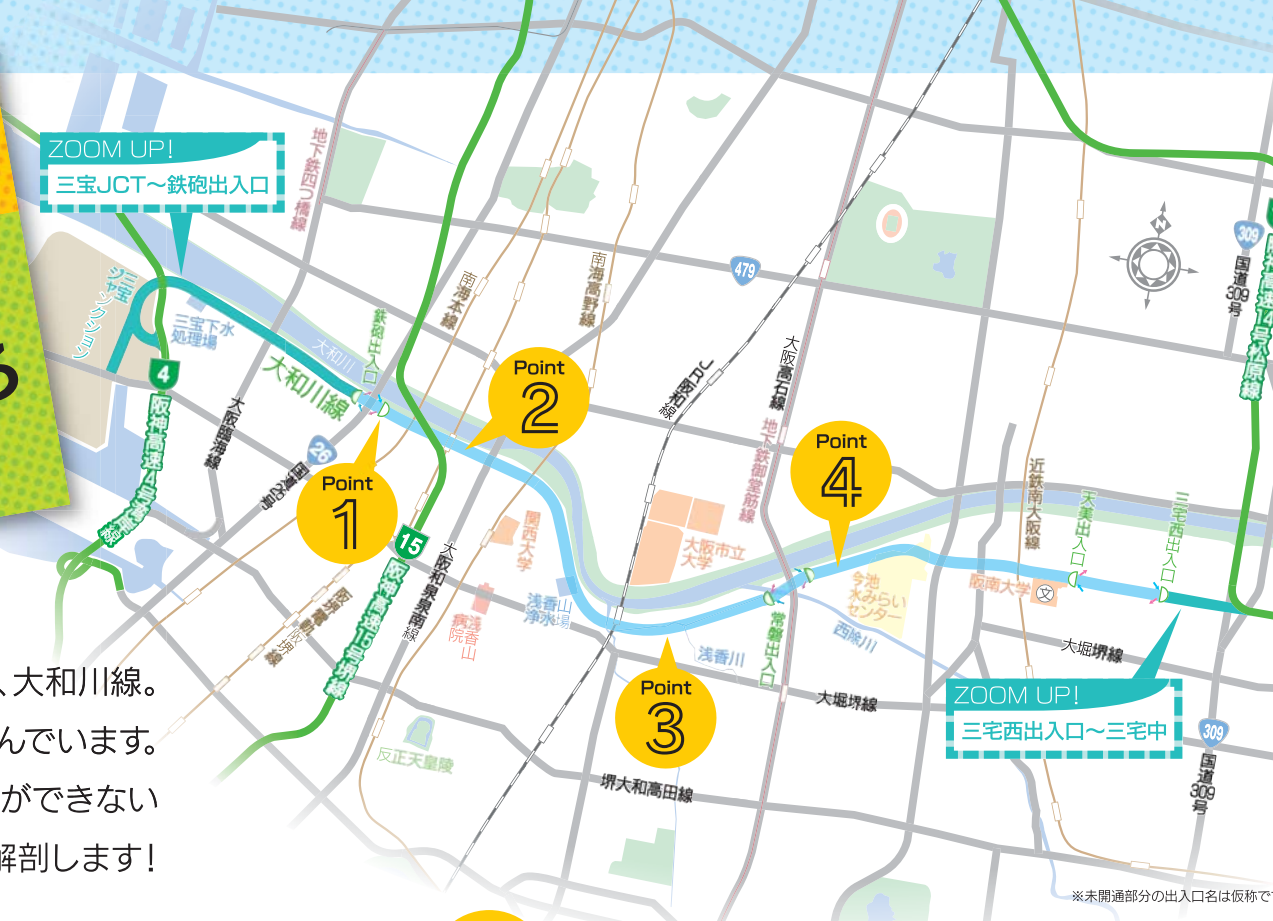 ZOOM UP!
三宝JCT〜鉄砲出入口
地下鉄四つ橋線
三宝
ジャンクション
三宝下水
処理場
大和川
大和川線
鉄砲出入口
南海本線
南海高野線
479
4
阪神高速4号湾岸線
大阪臨海線
26
国道26号
Point
1
Point
2
JR阪和線
大阪高石線
地下鉄御堂筋線
N
309
国道309号
阪神高速14号松原線
15
阪神高速15号堺線
大阪和泉泉南線
阪堺電軌阪堺線
関西大学
浅香山
病院
浅香山
浄水場
大阪市立
大学
Point
4
Point
3
浅香川
常磐出入口
今池
水みらい
センター
西除川
近鉄南大阪線
阪南大学
文
天美出入口
三宅西出入口
大堀堺線
大堀堺線
ZOOM UP!
三宅西出入口〜三宅中
309
国道309号
反正天皇陵
堺大和高田線
、大和川線。
んでいます。
ができない
解剖します!
※未開通部分の出入口名は仮称で